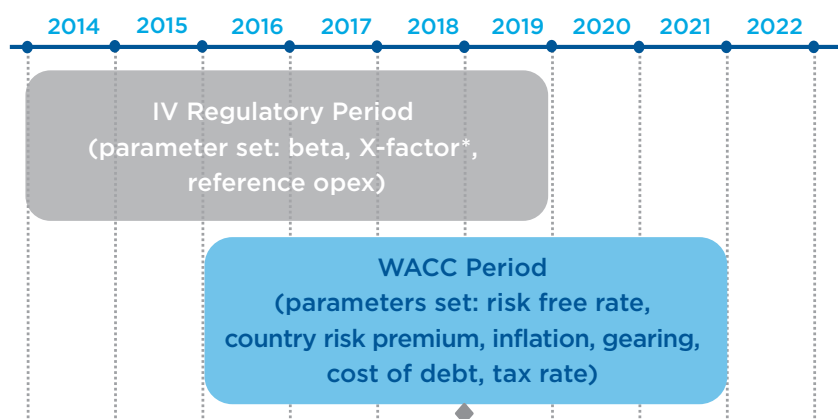 2014 2015 2016 2017 2018 2019 2020 2021 2022
IV Regulatory Period
(parameter set: beta, X-factor*,
reference opex)
WACC Period
(parameters set: risk free rate,
country risk premium, inflation, gearing,
cost of debt, tax rate)